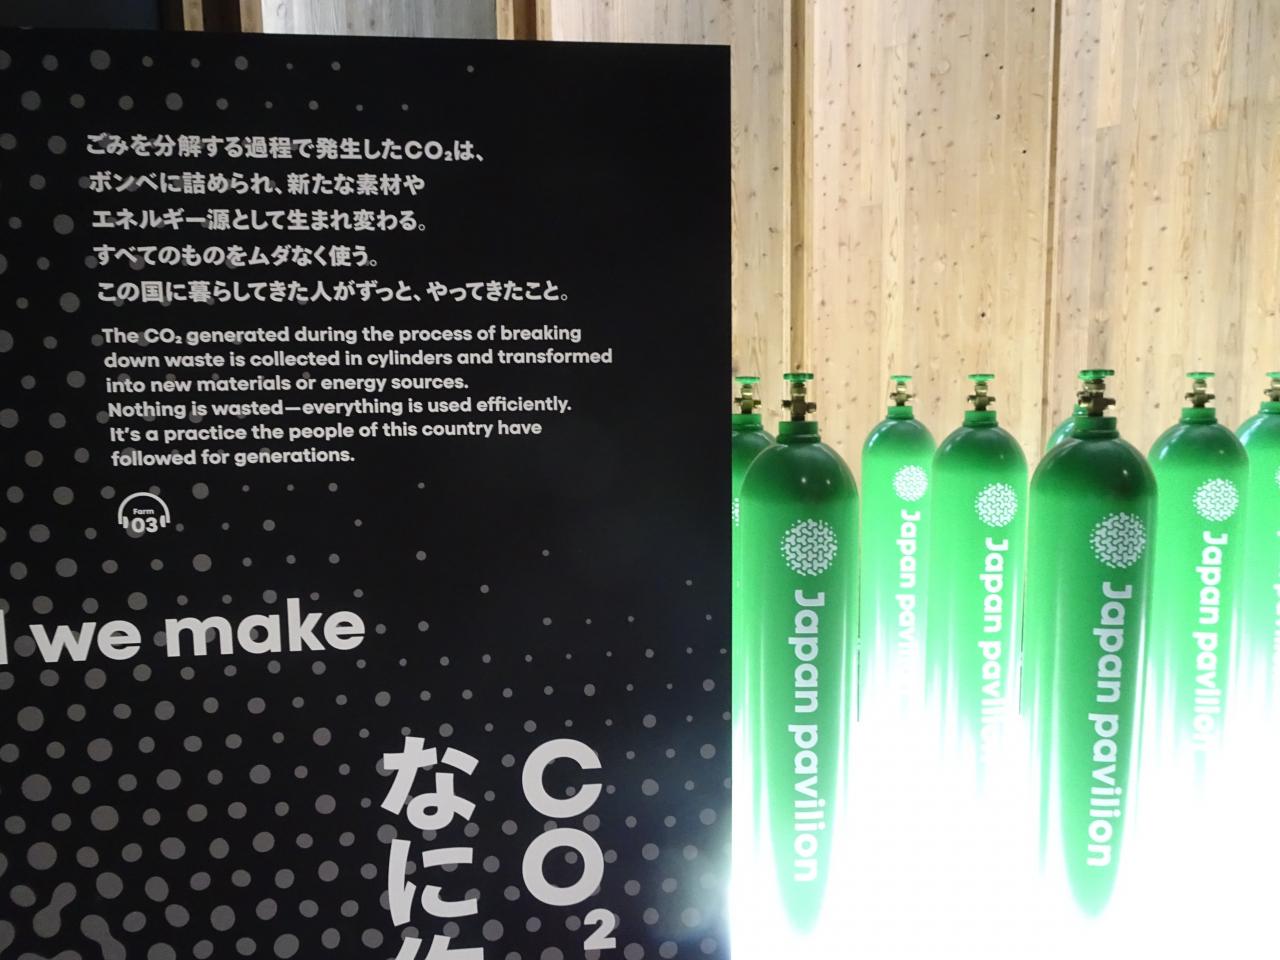 ごみを分解する過程で発生したCO₂は、
ボンベに詰められ、新たな素材や
エネルギー源として生まれ変わる。
すべてのものをムダなく使う。
この国に暮らしてきた人がずっと、やってきたこと。
The CO₂ generated during the process of breaking
down waste is collected in cylinders and transformed
into new materials or energy sources.
Nothing is wasted—everything is used efficiently.
It's a practice the people of this country have
followed for generations.
Farm
03
we make
CO₂
なに
Japan pavilion
Japan pavilion
Japan pavilion
Japan pavilion
Japan pavilion